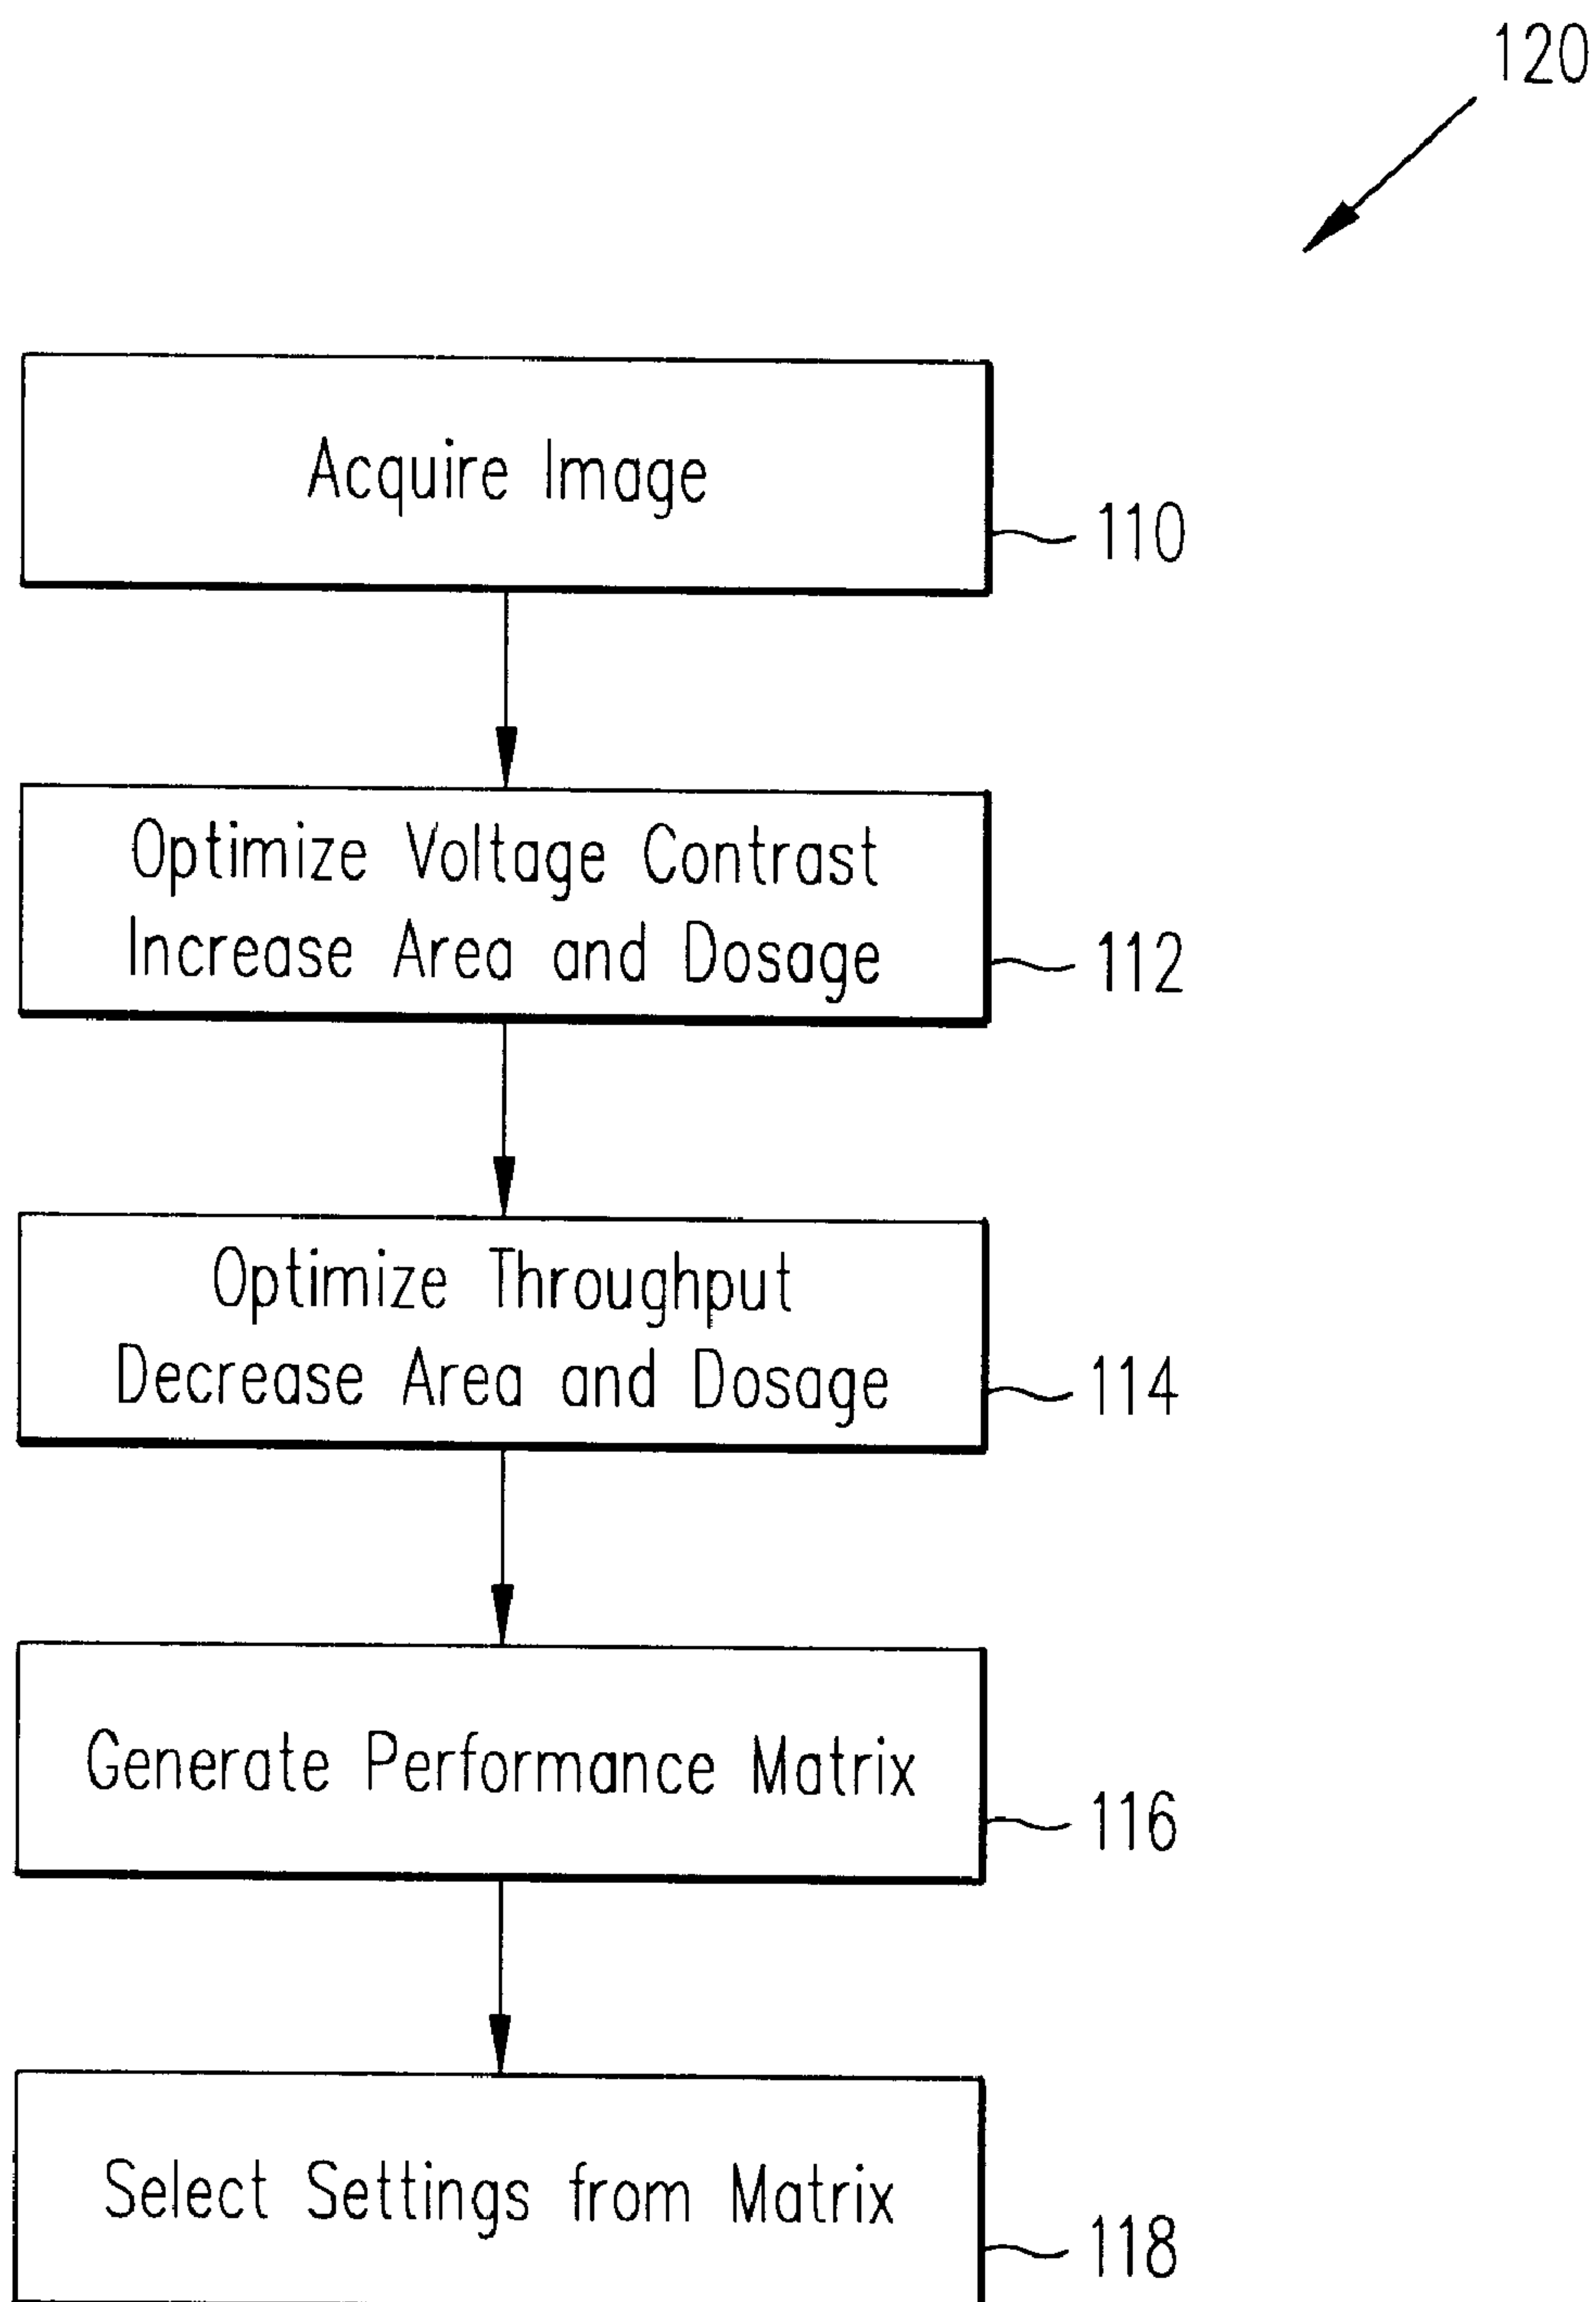 120
Acquire Image
110
Optimize Voltage Contrast
Increase Area and Dosage
112
Optimize Throughput
Decrease Area and Dosage
114
Generate Performance Matrix
116
Select Settings from Matrix
118